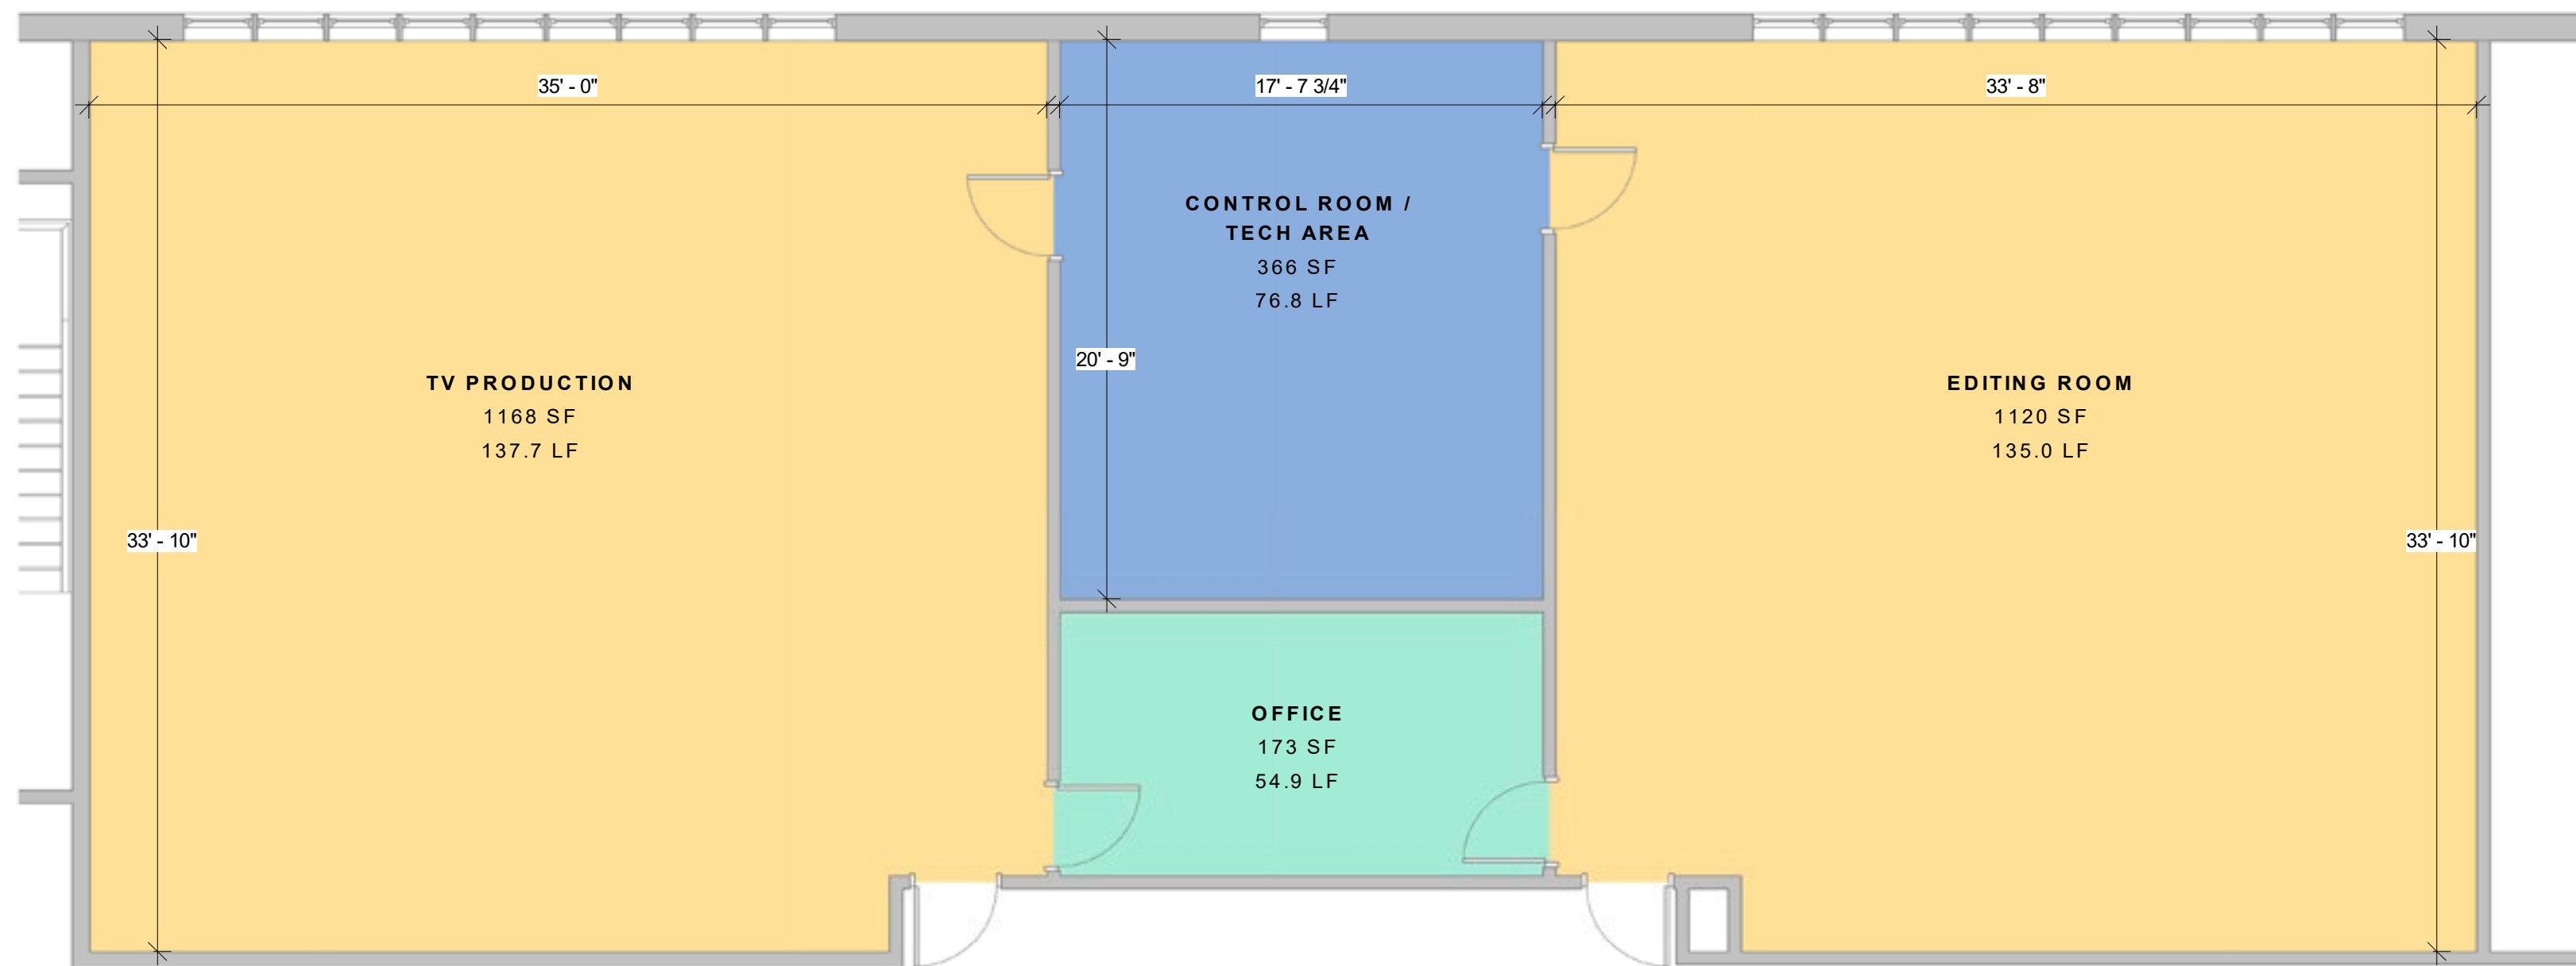 35' - 0"
17' - 7 3/4"
33' - 8"
CONTROL ROOM /
TECH AREA
366 SF
76.8 LF
20' - 9"
TV PRODUCTION
1168 SF
137.7 LF
EDITING ROOM
1120 SF
135.0 LF
33' - 10"
33' - 10"
OFFICE
173 SF
54.9 LF